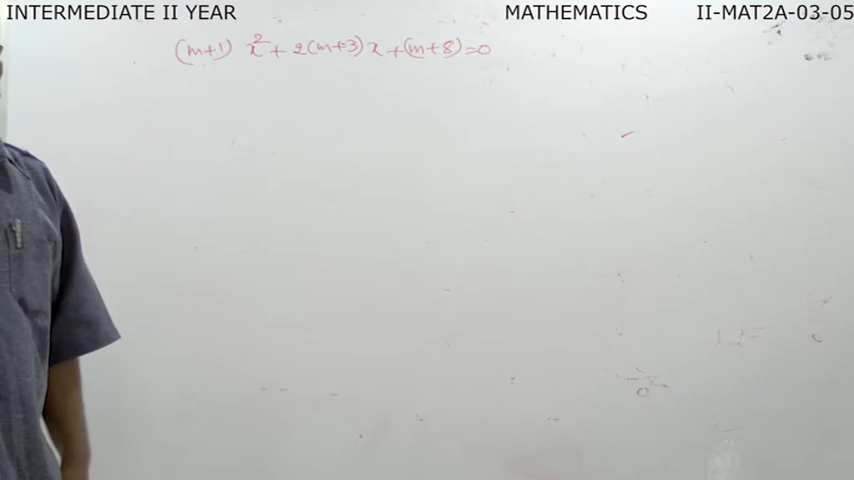 INTERMEDIATE II YEAR MATHEMATICS II-MAT2A-03-05
(m+1) x² + 2(m+3)x + (m+8) = 0